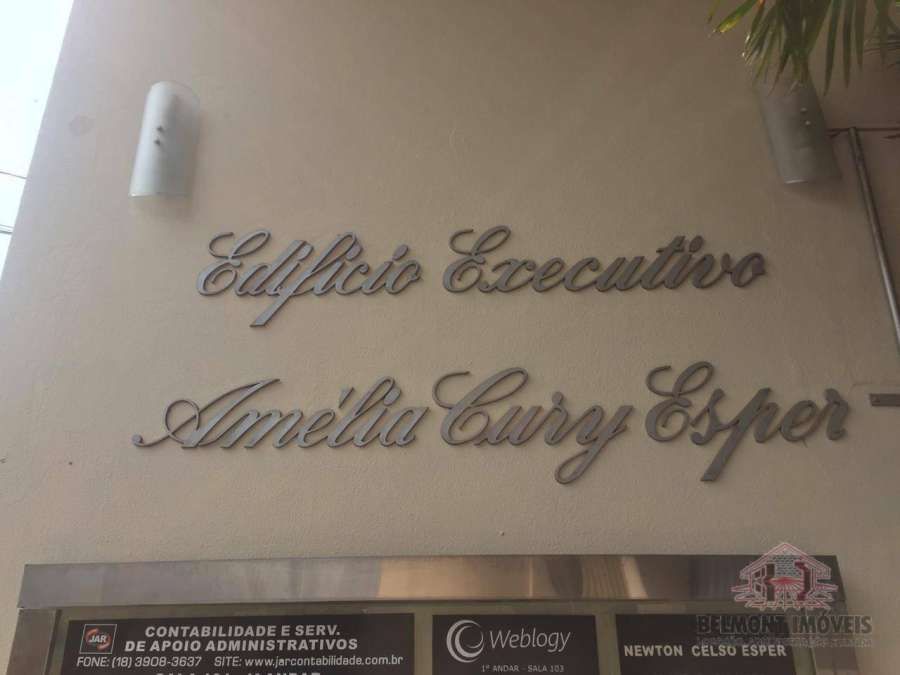 Edifício Executivo
Amélia Cury Esper
JAR
CONTABILIDADE E SERV.
DE APOIO ADMINISTRATIVOS
FONE: (18) 3908-3637 SITE: www.jarcontabilidade.com.br
Weblogy
1º ANDAR - SALA 103
NEWTON CELSO ESPER
BELMONT IMÓVEIS